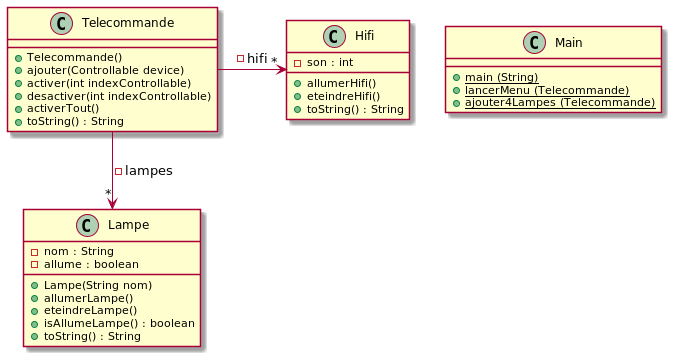 C Telecommande
Telecommande()
ajouter(Controllable device)
activer(int indexControllable)
desactiver(int indexControllable)
activerTout()
toString() : String
hifi
*
C Hifi
son : int
allumerHifi()
eteindreHifi()
toString() : String
C Main
main (String)
lancerMenu (Telecommande)
ajouter4Lampes (Telecommande)
lampes
*
C Lampe
nom : String
allume : boolean
Lampe(String nom)
allumerLampe()
eteindreLampe()
isAllumeLampe() : boolean
toString() : String